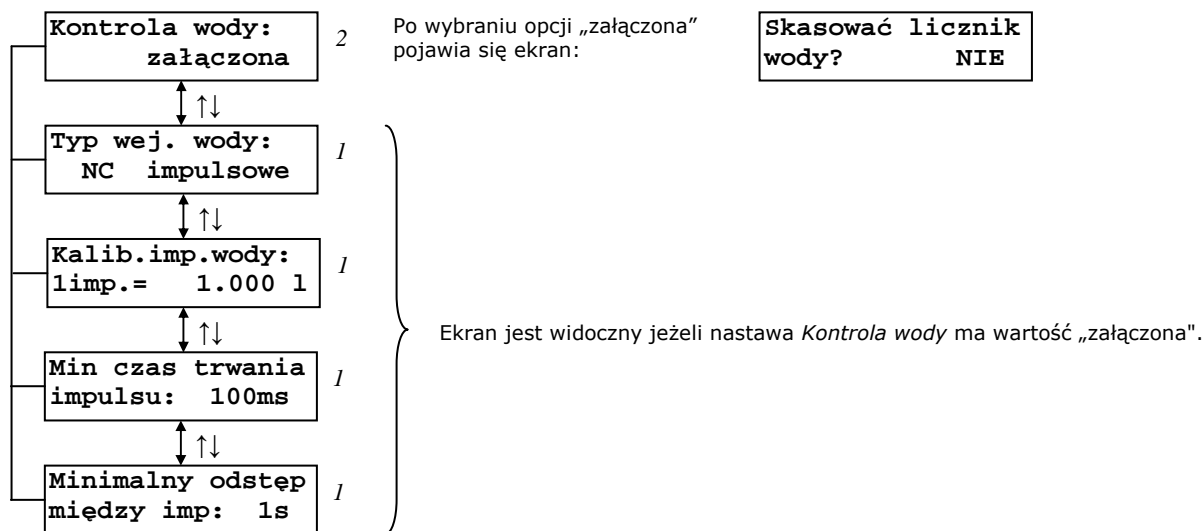 Kontrola wody:
załączona
2
Po wybraniu opcji „załączona”
pojawia się ekran:
Skasować licznik
wody? NIE
↑↓
Typ wej. wody:
NC impulsowe
1
↑↓
Kalib.imp.wody:
1imp.= 1.000 l
1
↑↓
Ekran jest widoczny jeżeli nastawa Kontrola wody ma wartość „załączona".
Min czas trwania
impulsu: 100ms
1
↑↓
Minimalny odstęp
między imp: 1s
1